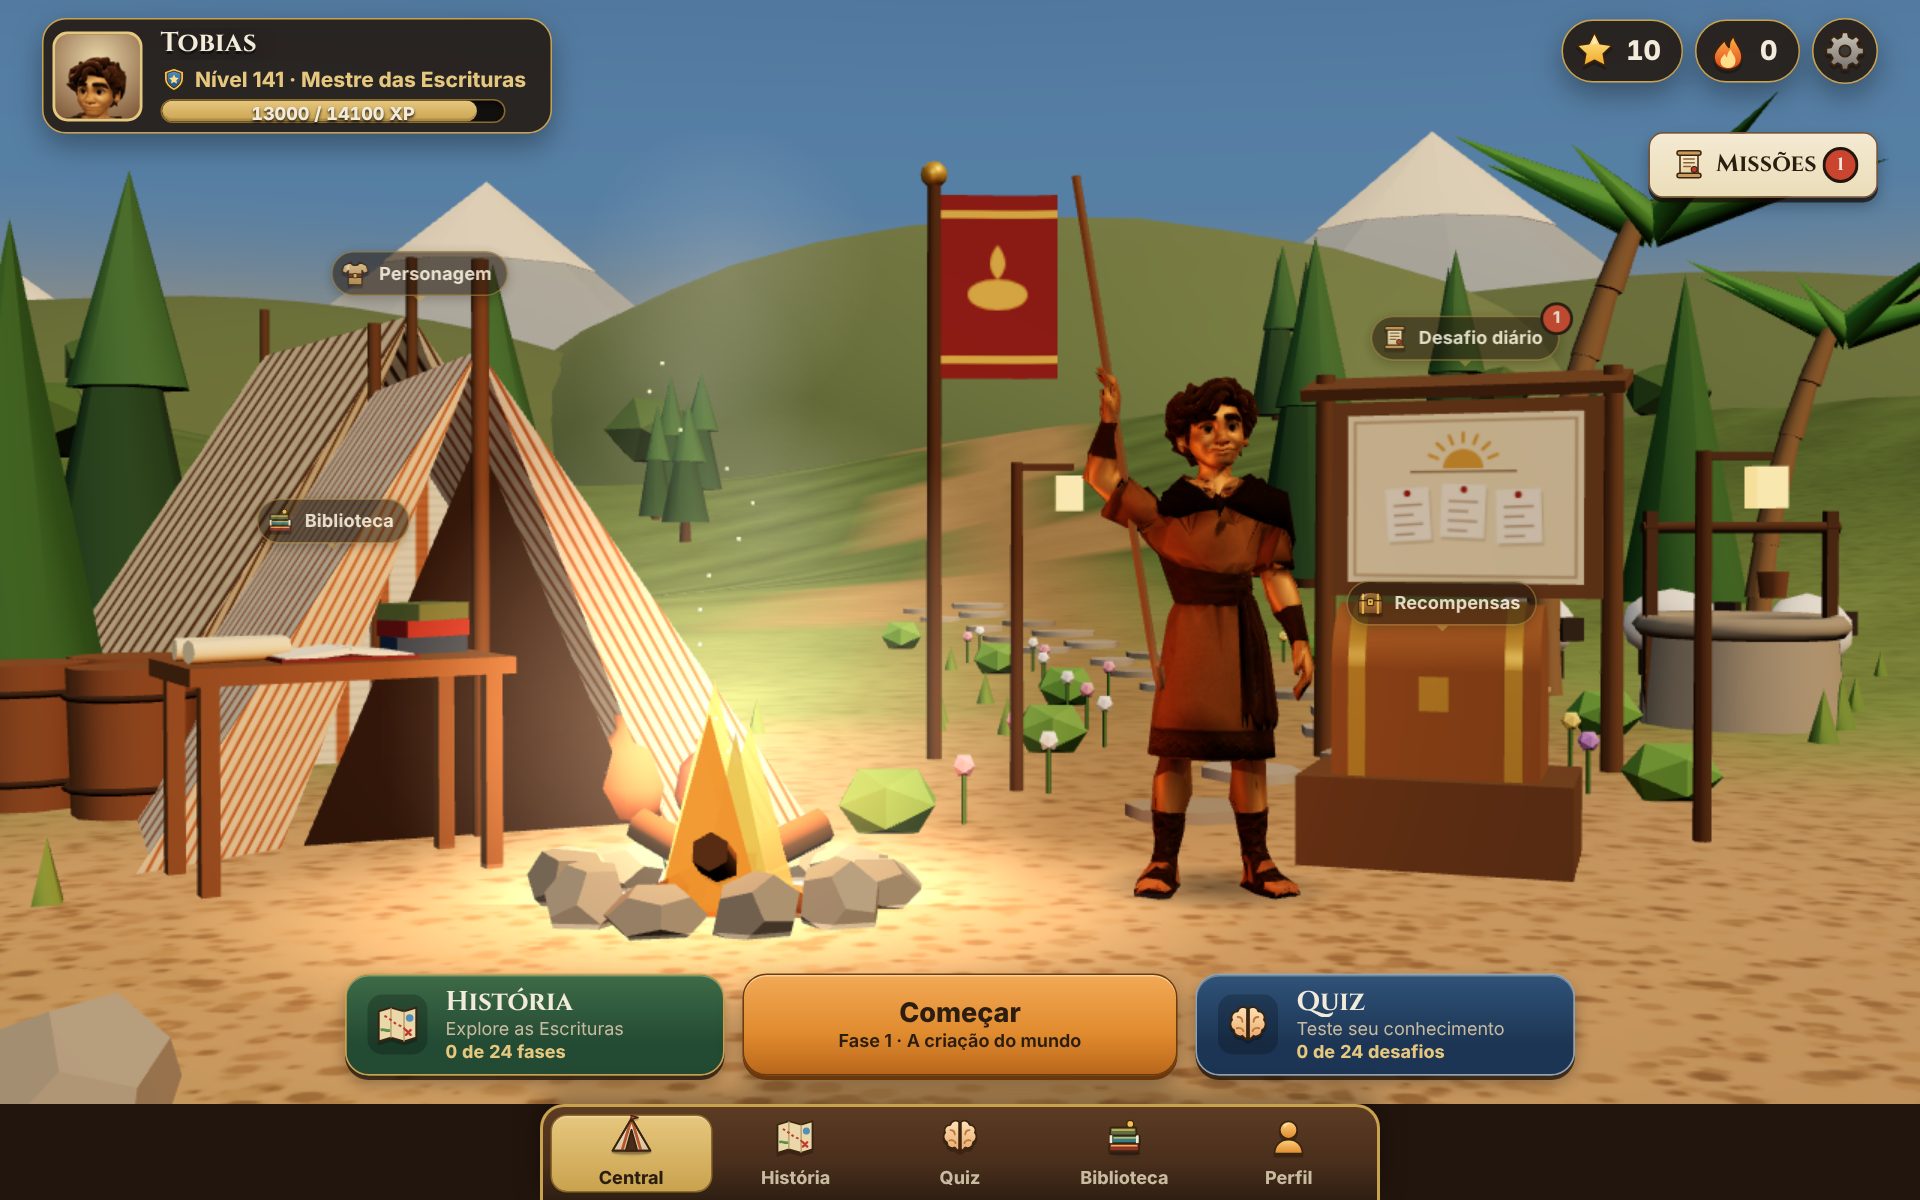 Tobias
Nível 141 · Mestre das Escrituras
13000 / 14100 XP
10
0
Missões 1
Personagem
Desafio diário 1
Biblioteca
Recompensas
História
Explore as Escrituras
0 de 24 fases
Começar
Fase 1 · A criação do mundo
Quiz
Teste seu conhecimento
0 de 24 desafios
Central
História
Quiz
Biblioteca
Perfil